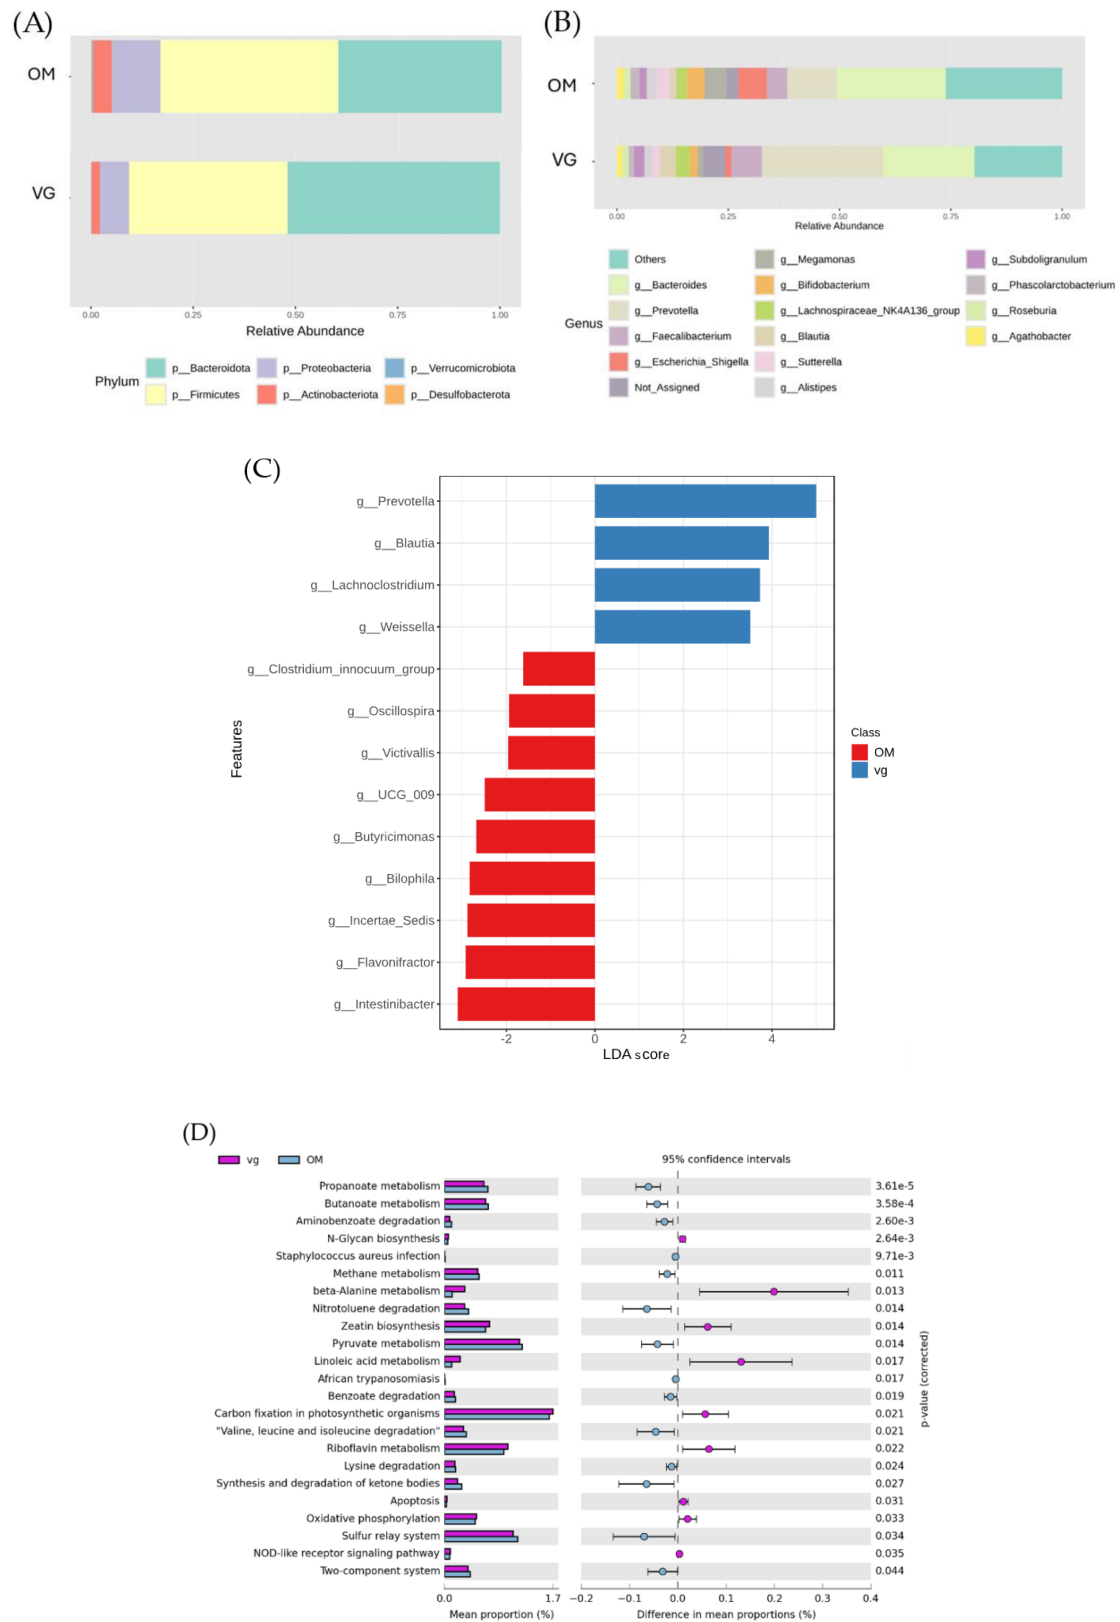 (A)
OM
VG
0.00 0.25 0.50 0.75 1.00
Relative Abundance
Phylum
p__Bacteroidota p__Proteobacteria p__Verrucomicrobiota
p__Firmicutes p__Actinobacteriota p__Desulfobacterota
(B)
OM
VG
0.00 0.25 0.50 0.75 1.00
Relative Abundance
Genus
Others g__Megamonas g__Subdoligranulum
g__Bacteroides g__Bifidobacterium g__Phascolarctobacterium
g__Prevotella g__Lachnospiraceae_NK4A136_group g__Roseburia
g__Faecalibacterium g__Blautia g__Agathobacter
g__Escherichia_Shigella g__Sutterella
Not_Assigned g__Alistipes
(C)
Features
g__Prevotella
g__Blautia
g__Lachnoclostridium
g__Weissella
g__Clostridium_innocuum_group
g__Oscillospira
g__Victivallis
g__UCG_009
g__Butyricimonas
g__Bilophila
g__Incertae_Sedis
g__Flavonifractor
g__Intestinibacter
-2 0 2 4
LDA score
Class
OM
vg
(D)
vg OM
95% confidence intervals
Propanoate metabolism 3.61e-5
Butanoate metabolism 3.58e-4
Aminobenzoate degradation 2.60e-3
N-Glycan biosynthesis 2.64e-3
Staphylococcus aureus infection 9.71e-3
Methane metabolism 0.011
beta-Alanine metabolism 0.013
Nitrotoluene degradation 0.014
Zeatin biosynthesis 0.014
Pyruvate metabolism 0.014
Linoleic acid metabolism 0.017
African trypanosomiasis 0.017
Benzoate degradation 0.019
Carbon fixation in photosynthetic organisms 0.021
"Valine, leucine and isoleucine degradation" 0.021
Riboflavin metabolism 0.022
Lysine degradation 0.024
Synthesis and degradation of ketone bodies 0.027
Apoptosis 0.031
Oxidative phosphorylation 0.033
Sulfur relay system 0.034
NOD-like receptor signaling pathway 0.035
Two-component system 0.044
p-value (corrected)
0.0 1.7 −0.2 −0.1 0.0 0.1 0.2 0.3 0.4
Mean proportion (%) Difference in mean proportions (%)